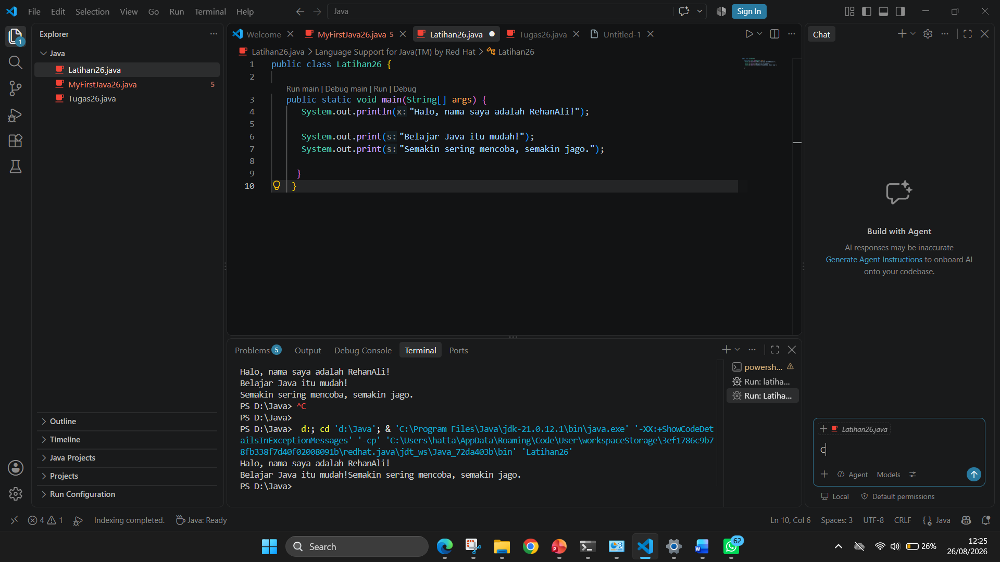 File Edit Selection View Go Run Terminal Help
Java
Sign In
1
Explorer
Java
Latihan26.java
MyFirstJava26.java 5
Tugas26.java
Outline
Timeline
Java Projects
Projects
Run Configuration
Welcome
MyFirstJava26.java 5
Latihan26.java
Tugas26.java
Untitled-1
Latihan26.java > Language Support for Java(TM) by Red Hat > Latihan26
1 public class Latihan26 {
2
Run main | Debug main | Run | Debug
3 public static void main(String[] args) {
4 System.out.println(x: "Halo, nama saya adalah RehanAli!");
5
6 System.out.print(s: "Belajar Java itu mudah!");
7 System.out.print(s: "Semakin sering mencoba, semakin jago.");
8
9 }
10 }
Problems 5 Output Debug Console Terminal Ports
Halo, nama saya adalah RehanAli!
Belajar Java itu mudah!
Semakin sering mencoba, semakin jago.
PS D:\Java> ^C
PS D:\Java>
PS D:\Java> d:; cd 'd:\Java'; & 'C:\Program Files\Java\jdk-21.0.12.1\bin\java.exe' '-XX:+ShowCodeDet
ailsInExceptionMessages' '-cp' 'C:\Users\hatta\AppData\Roaming\Code\User\workspaceStorage\3ef1786c9b7
8fb338f7d40f02008091b\redhat.java\jdt_ws\Java_72da403b\bin' 'Latihan26'
Halo, nama saya adalah RehanAli!
Belajar Java itu mudah!Semakin sering mencoba, semakin jago.
PS D:\Java>
powersh...
Run: latiha...
Run: Latiha...
Chat
Build with Agent
AI responses may be inaccurate
Generate Agent Instructions to onboard AI
onto your codebase.
Latihan26.java
C
Agent Models
Local Default permissions
4 1
Indexing completed.
Java: Ready
Ln 10, Col 6
Spaces: 3
UTF-8
CRLF
Java
Search
62
26%
12:25
26/08/2026